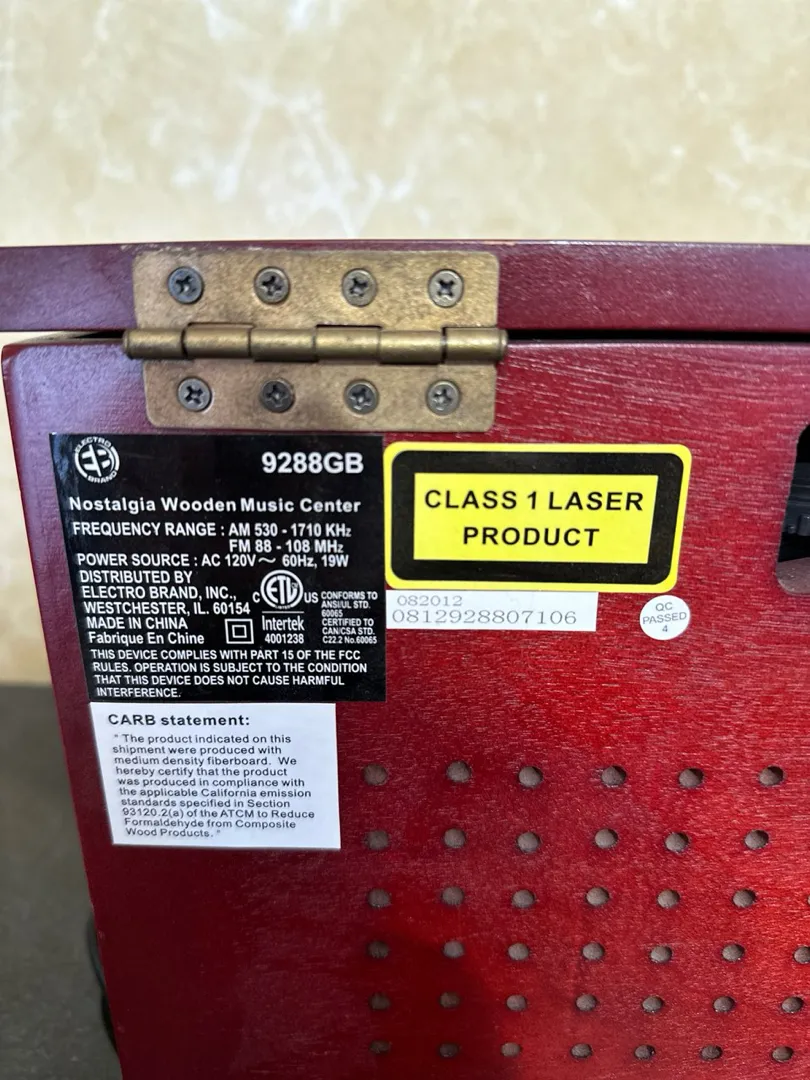 ELECTRO
BRAND
9288GB
Nostalgia Wooden Music Center
FREQUENCY RANGE : AM 530 - 1710 KHz
FM 88 - 108 MHz
POWER SOURCE : AC 120V ~ 60Hz, 19W
DISTRIBUTED BY
ELECTRO BRAND, INC.,
WESTCHESTER, IL. 60154
MADE IN CHINA
Fabrique En Chine
C ETL US
Intertek
4001238
CONFORMS TO
ANSI/UL STD.
60065
CERTIFIED TO
CAN/CSA STD.
C22.2 No.60065
THIS DEVICE COMPLIES WITH PART 15 OF THE FCC
RULES. OPERATION IS SUBJECT TO THE CONDITION
THAT THIS DEVICE DOES NOT CAUSE HARMFUL
INTERFERENCE.
CLASS 1 LASER
PRODUCT
082012
0812928807106
QC
PASSED
4
CARB statement:
" The product indicated on this
shipment were produced with
medium density fiberboard. We
hereby certify that the product
was produced in compliance with
the applicable California emission
standards specified in Section
93120.2(a) of the ATCM to Reduce
Formaldehyde from Composite
Wood Products. "